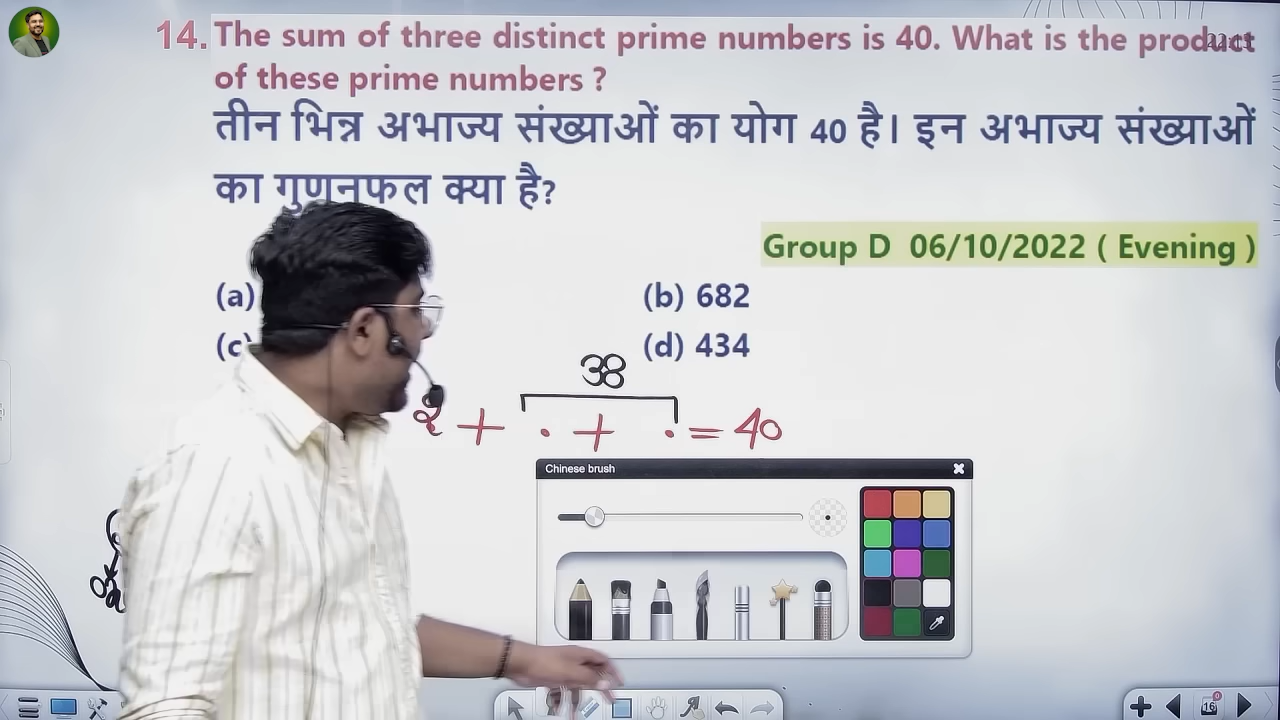 14. The sum of three distinct prime numbers is 40. What is the product
of these prime numbers ?
तीन भिन्न अभाज्य संख्याओं का योग 40 है। इन अभाज्य संख्याओं
का गुणनफल क्या है?
Group D 06/10/2022 ( Evening )
(a) (b) 682
(c) (d) 434
38
2 + · + · = 40
Chinese brush
16